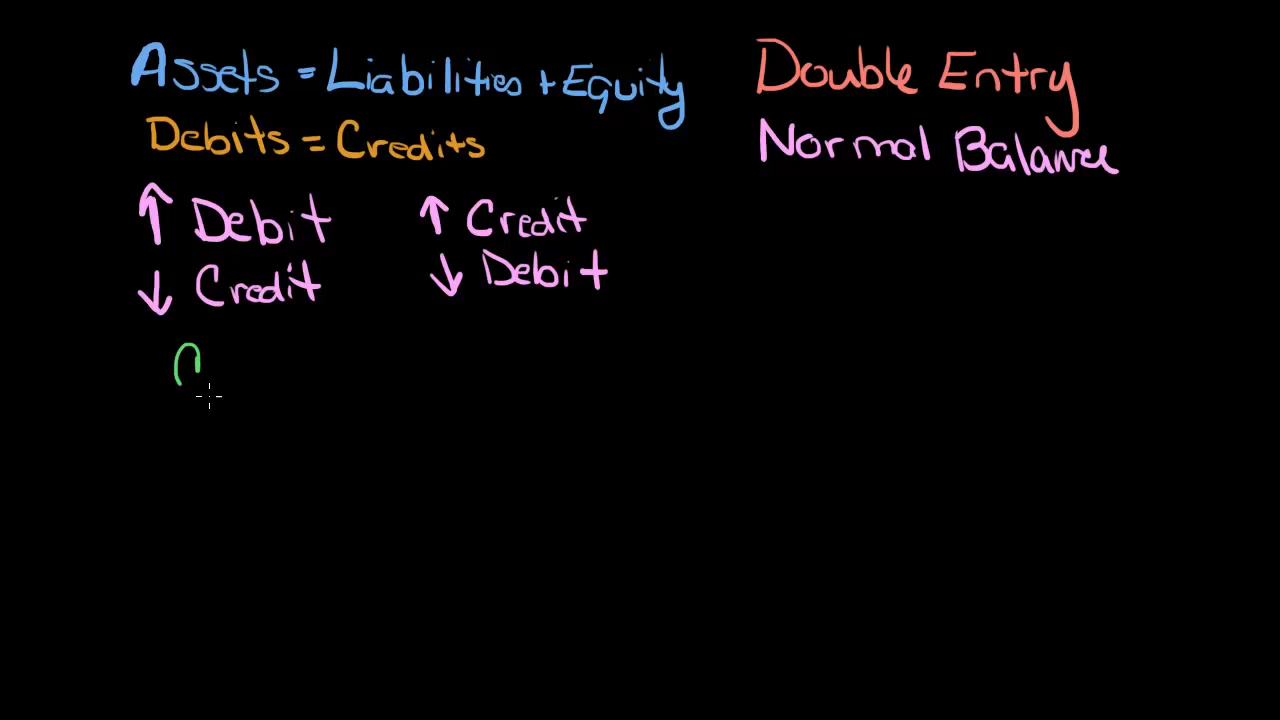 Assets = Liabilities + Equity
Debits = Credits
↑ Debit
↓ Credit
↑ Credit
↓ Debit
Double Entry
Normal Balance